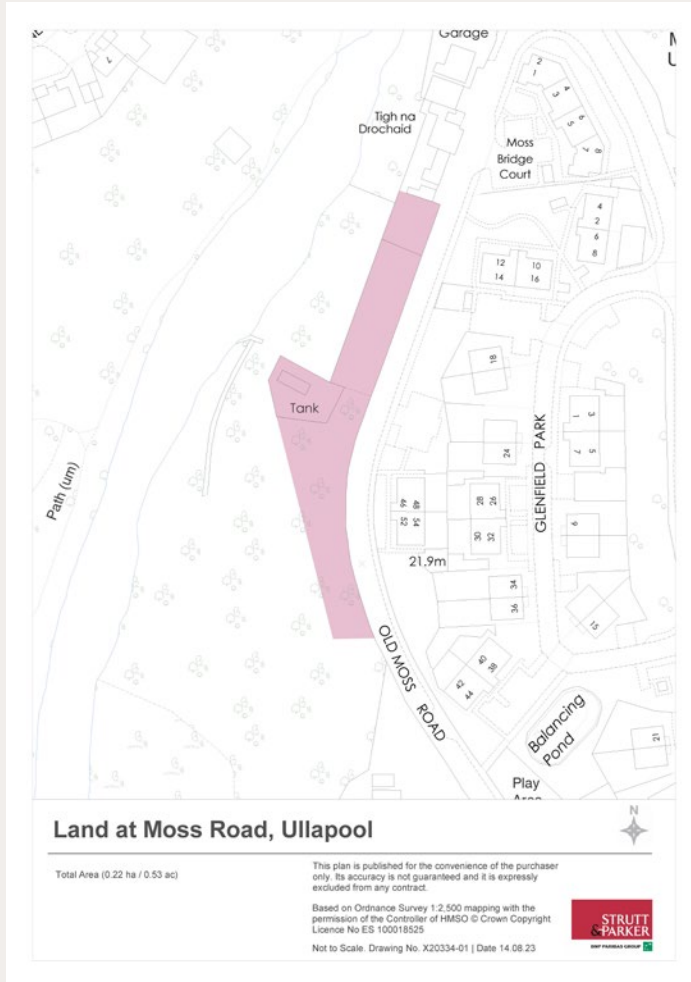 Garage
7
2
1
4
3
6
5
8
7
Tigh na
Drochaid
Moss
Bridge
Court
4
2
6
8
12 10
14 16
18
24
3
1
5
7
GLENFIELD PARK
48
46
54
52
28 26
30 32
9
21.9m
Tank
Path (um)
34
36
15
40
38
42
44
OLD MOSS ROAD
Balancing
Pond
21
Play
Area
Land at Moss Road, Ullapool
N
Total Area (0.22 ha / 0.53 ac)
This plan is published for the convenience of the purchaser
only. Its accuracy is not guaranteed and it is expressly
excluded from any contract.
Based on Ordnance Survey 1:2,500 mapping with the
permission of the Controller of HMSO © Crown Copyright
Licence No ES 100018525
Not to Scale. Drawing No. X20334-01 | Date 14.08.23
STRUTT
&PARKER
BNP PARIBAS GROUP